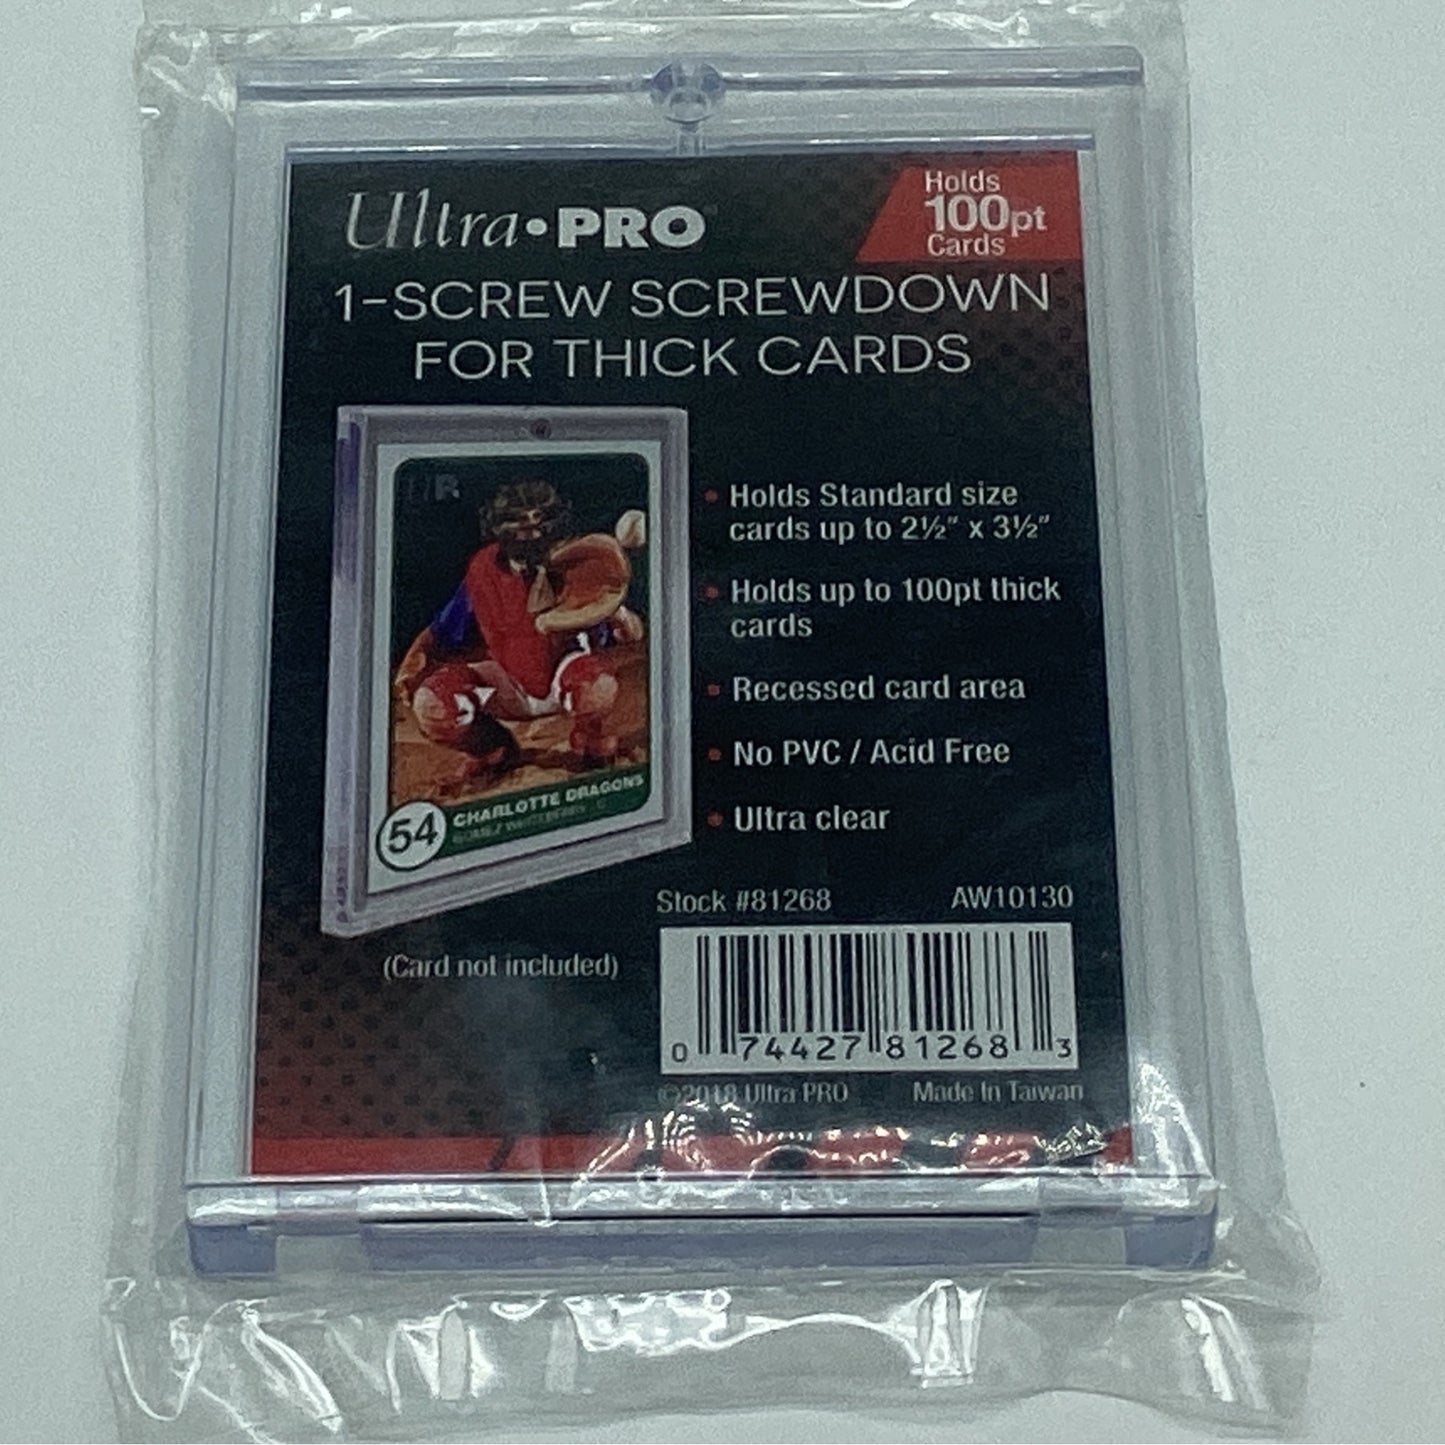 Ultra•PRO
Holds
100pt
Cards
1-SCREW SCREWDOWN
FOR THICK CARDS
• Holds Standard size
cards up to 2½" x 3½"
• Holds up to 100pt thick
cards
• Recessed card area
• No PVC / Acid Free
• Ultra clear
54
CHARLOTTE DRAGONS
(Card not included)
Stock #81268
AW10130
0 74427 81268 3
©2018 Ultra PRO
Made In Taiwan